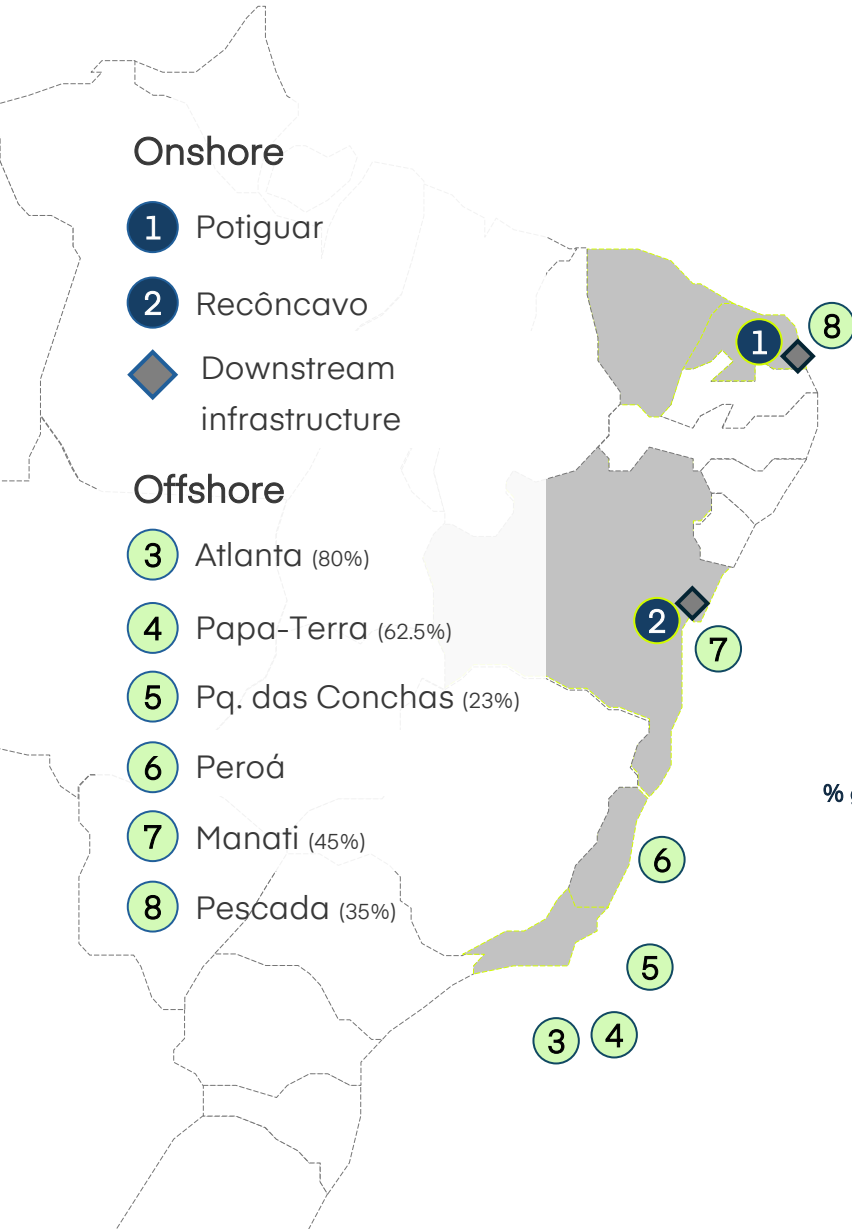 Onshore
1 Potiguar
2 Recôncavo
Downstream
infrastructure
Offshore
3 Atlanta (80%)
4 Papa-Terra (62.5%)
5 Pq. das Conchas (23%)
6 Peroá
7 Manati (45%)
8 Pescada (35%)
8
1
2
7
%
6
5
3
4